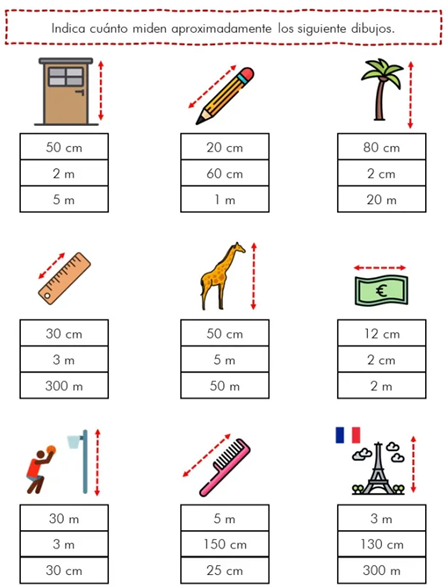 Indica cuánto miden aproximadamente los siguiente dibujos.
50 cm
2 m
5 m
20 cm
60 cm
1 m
80 cm
2 cm
20 m
30 cm
3 m
300 m
50 cm
5 m
50 m
€
12 cm
2 cm
2 m
30 m
3 m
30 cm
5 m
150 cm
25 cm
3 m
130 cm
300 m